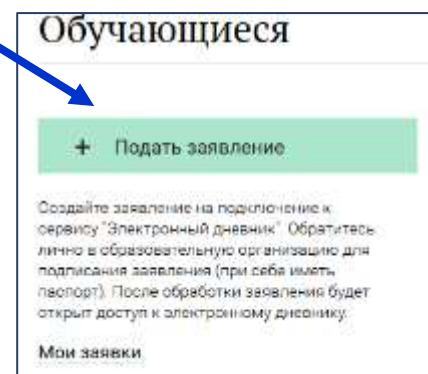 Обучающиеся
+ Подать заявление
Создайте заявление на подключение к
сервису "Электронный дневник". Обратитесь
лично в образовательную организацию для
подписания заявления (при себе иметь
паспорт). После обработки заявления будет
открыт доступ к электронному дневнику.
Мои заявки